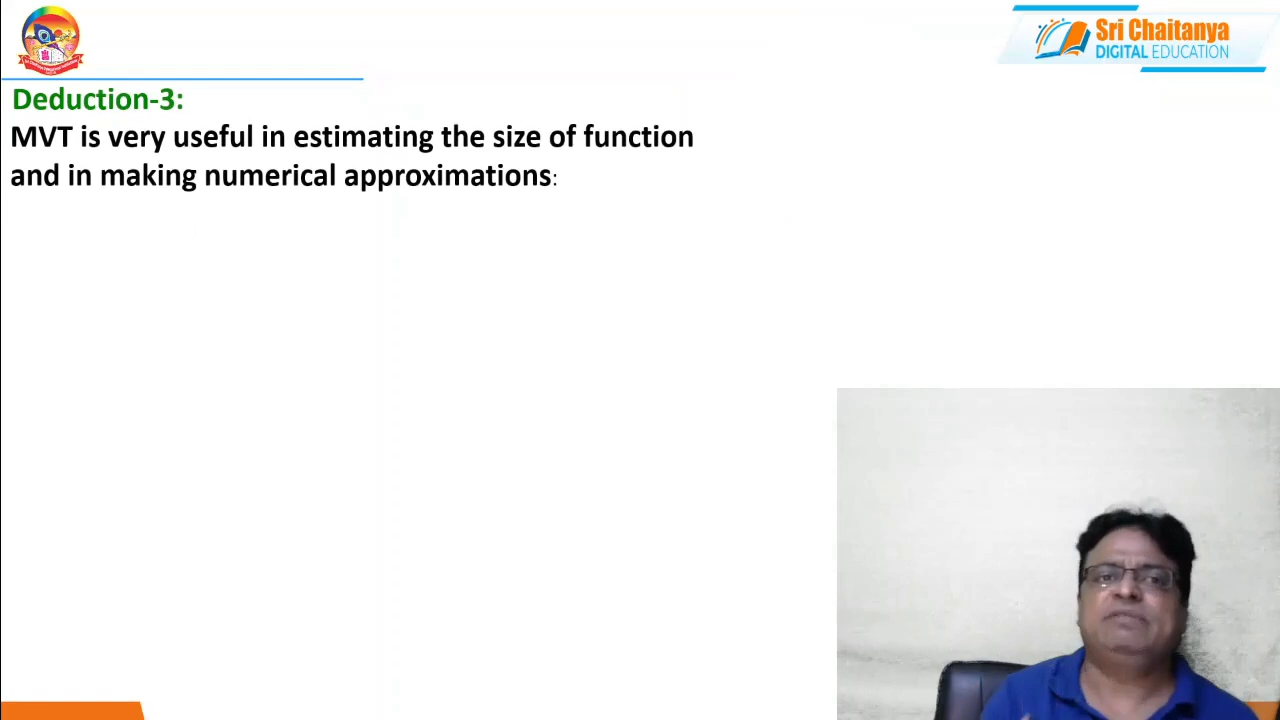 Sri Chaitanya
DIGITAL EDUCATION
Deduction-3:
MVT is very useful in estimating the size of function
and in making numerical approximations: